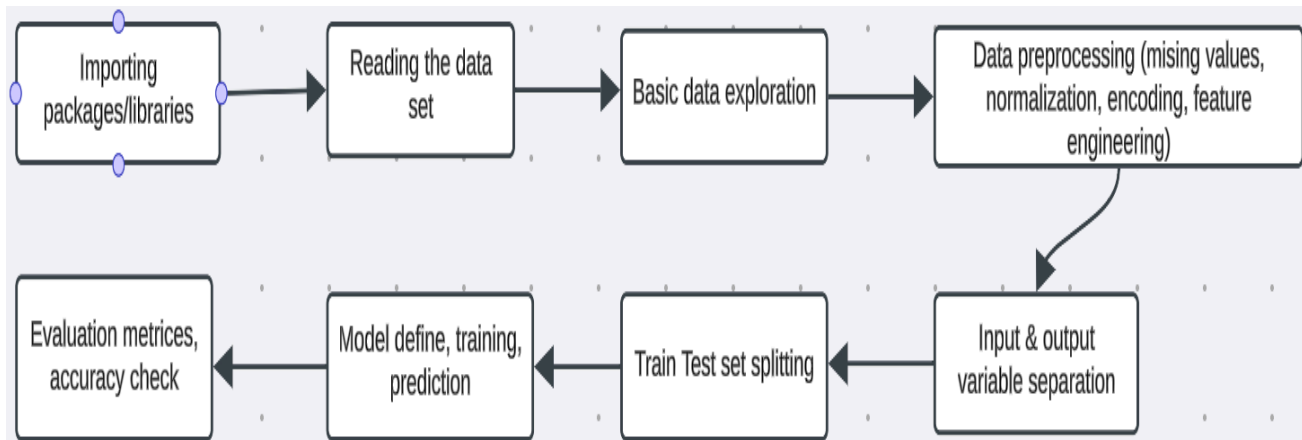 Importing
packages/libraries
Reading the data
set
Basic data exploration
Data preprocessing (mising values,
normalization, encoding, feature
engineering)
Input & output
variable separation
Train Test set splitting
Model define, training,
prediction
Evaluation metrices,
accuracy check